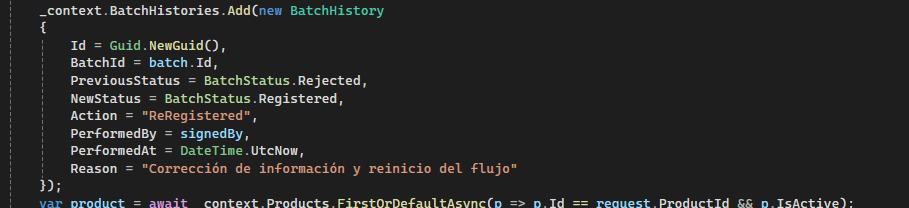 _context.BatchHistories.Add(new BatchHistory
{
Id = Guid.NewGuid(),
BatchId = batch.Id,
PreviousStatus = BatchStatus.Rejected,
NewStatus = BatchStatus.Registered,
Action = "ReRegistered",
PerformedBy = signedBy,
PerformedAt = DateTime.UtcNow,
Reason = "Corrección de información y reinicio del flujo"
});
var product = await _context.Products.FirstOrDefaultAsync(p => p.Id == request.ProductId && p.IsActive);